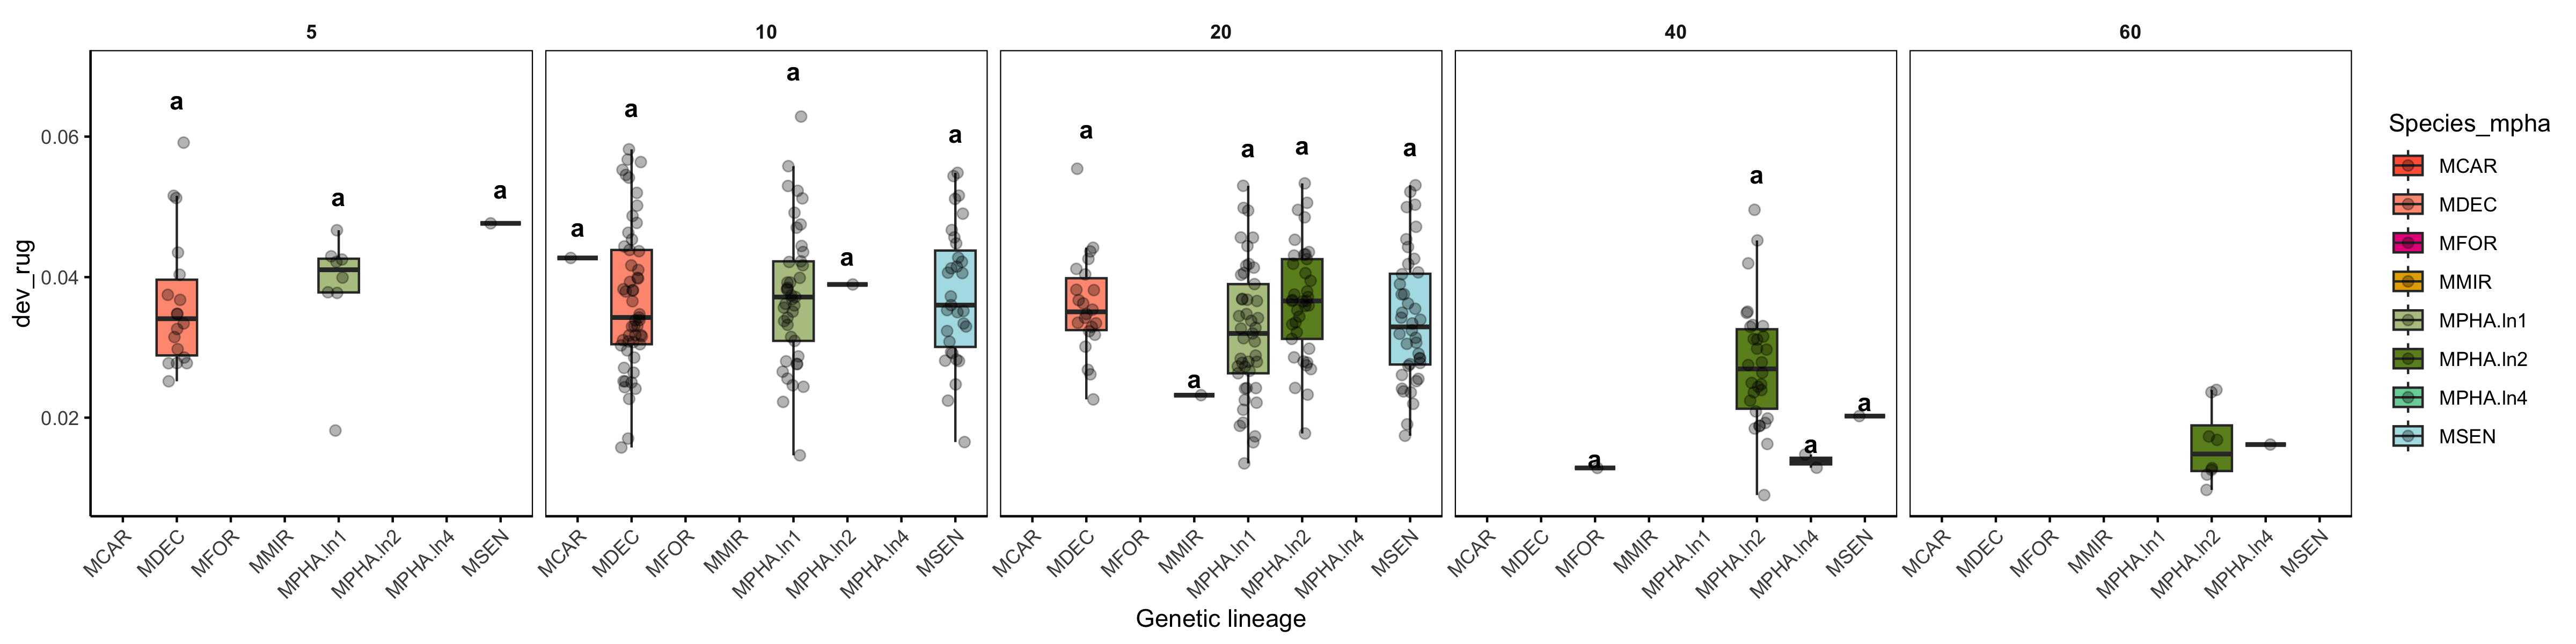 5 10 20 40 60
a a a
a a a a a
a a a a a
a a a a
dev_rug
0.06
0.04
0.02
MCAR MDEC MFOR MMIR MPHA.ln1 MPHA.ln2 MPHA.ln4 MSEN
MCAR MDEC MFOR MMIR MPHA.ln1 MPHA.ln2 MPHA.ln4 MSEN
MCAR MDEC MFOR MMIR MPHA.ln1 MPHA.ln2 MPHA.ln4 MSEN
MCAR MDEC MFOR MMIR MPHA.ln1 MPHA.ln2 MPHA.ln4 MSEN
MCAR MDEC MFOR MMIR MPHA.ln1 MPHA.ln2 MPHA.ln4 MSEN
Genetic lineage
Species_mpha
MCAR
MDEC
MFOR
MMIR
MPHA.ln1
MPHA.ln2
MPHA.ln4
MSEN